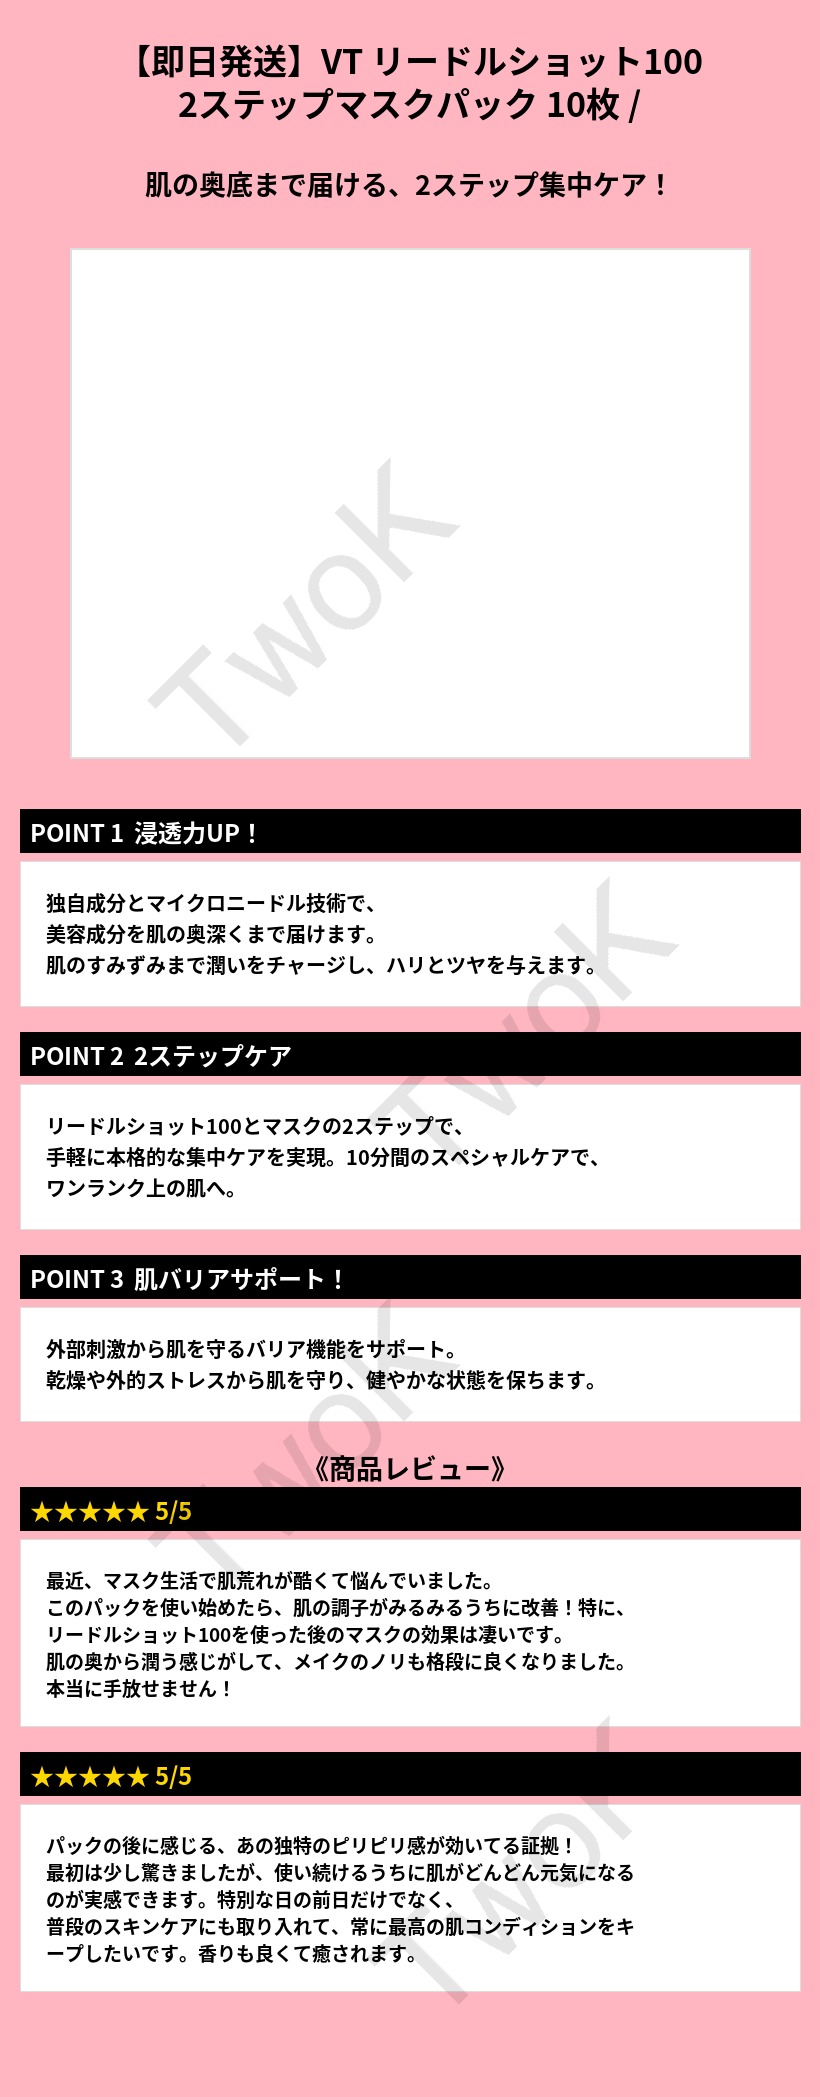 【即日発送】VT リードルショット100
2ステップマスクパック 10枚 /
肌の奥底まで届ける、2ステップ集中ケア！
TwoK
POINT 1 浸透力UP！
独自成分とマイクロニードル技術で、
美容成分を肌の奥深くまで届けます。
肌のすみずみまで潤いをチャージし、ハリとツヤを与えます。
TwoK
POINT 2 2ステップケア
リードルショット100とマスクの2ステップで、
手軽に本格的な集中ケアを実現。10分間のスペシャルケアで、
ワンランク上の肌へ。
POINT 3 肌バリアサポート！
外部刺激から肌を守るバリア機能をサポート。
乾燥や外的ストレスから肌を守り、健やかな状態を保ちます。
TwoK
《商品レビュー》
★★★★★ 5/5
最近、マスク生活で肌荒れが酷くて悩んでいました。
このパックを使い始めたら、肌の調子がみるみるうちに改善！特に、
リードルショット100を使った後のマスクの効果は凄いです。
肌の奥から潤う感じがして、メイクのノリも格段に良くなりました。
本当に手放せません！
★★★★★ 5/5
パックの後に感じる、あの独特のピリピリ感が効いてる証拠！
最初は少し驚きましたが、使い続けるうちに肌がどんどん元気になる
のが実感できます。特別な日の前日だけでなく、
普段のスキンケアにも取り入れて、常に最高の肌コンディションをキ
ープしたいです。香りも良くて癒されます。
TwoK